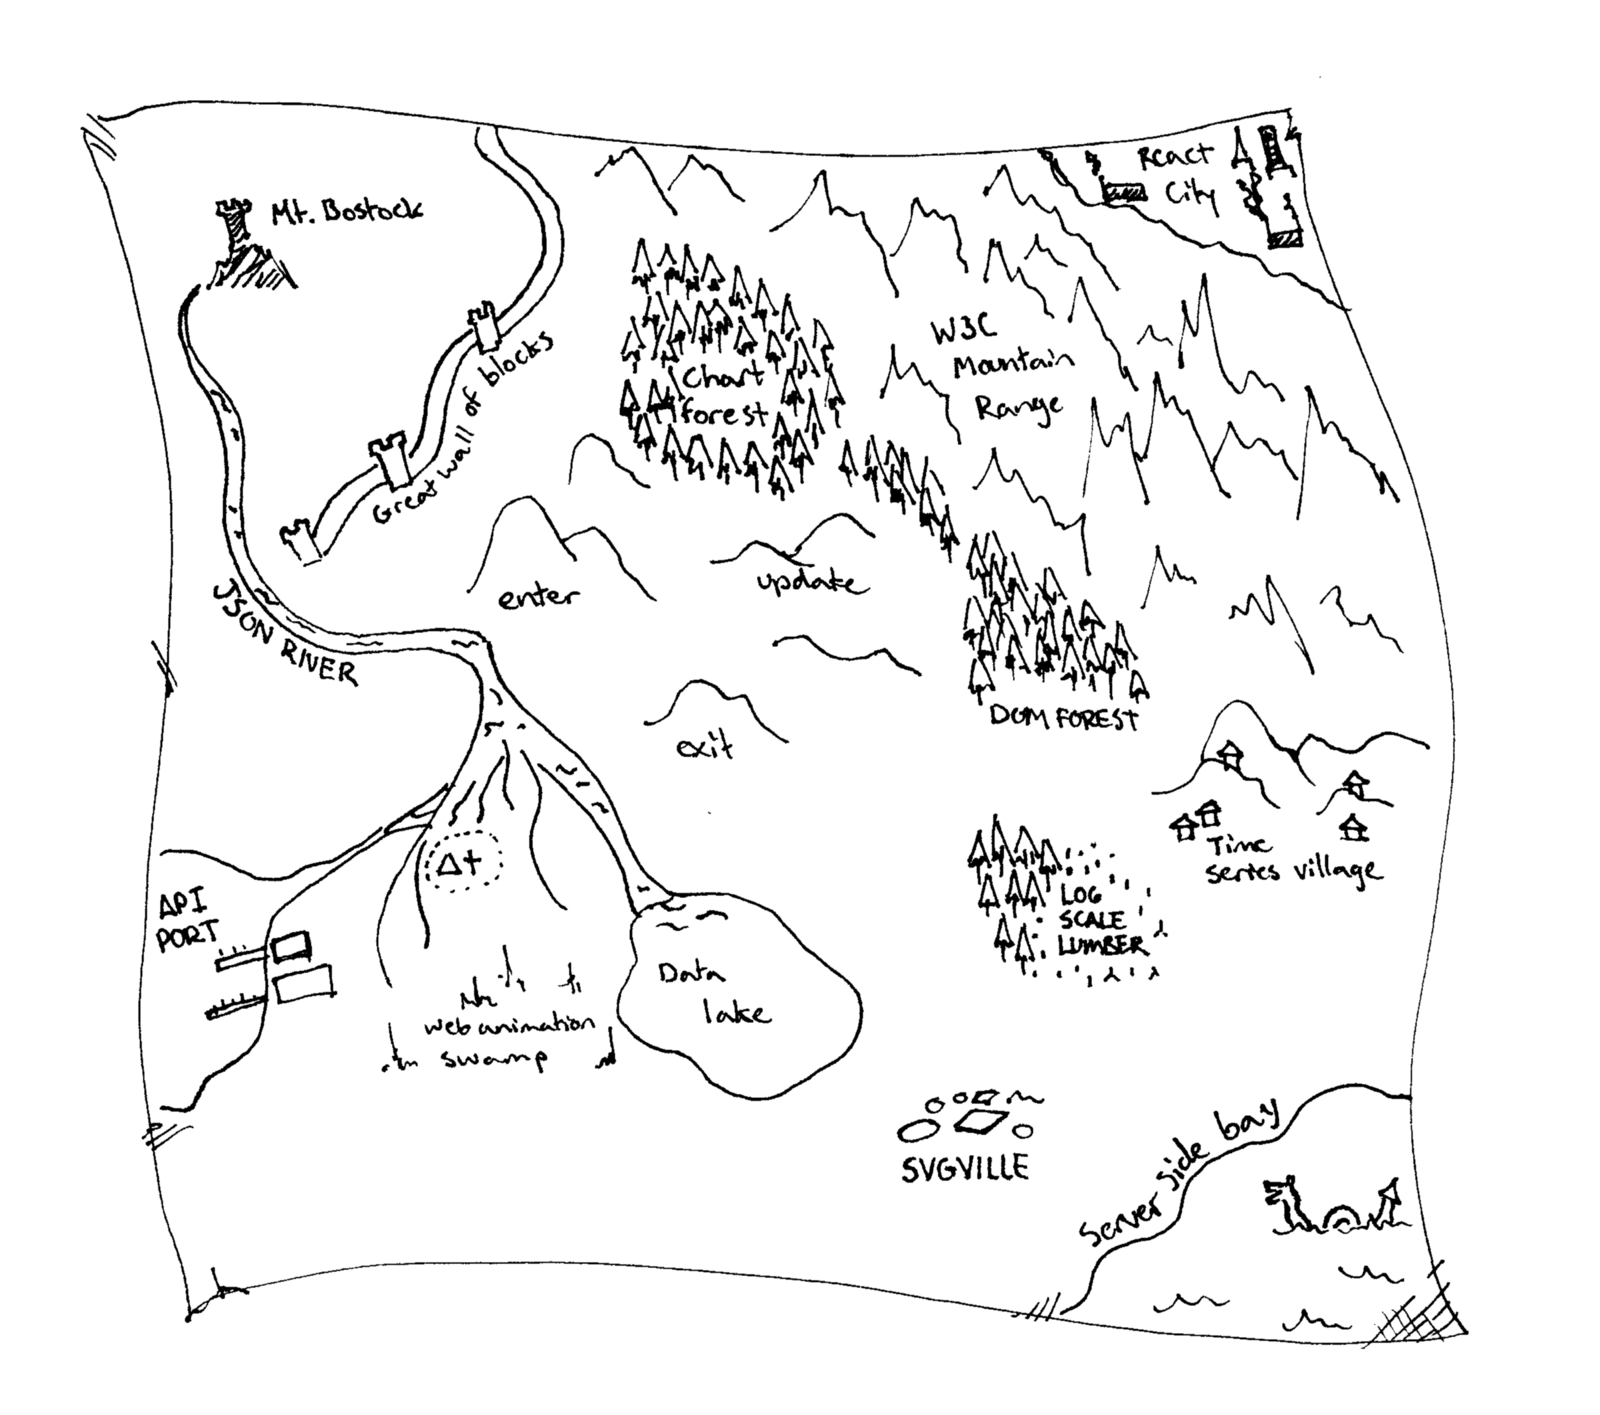 React
City
Mt. Bostock
W3C
Mountain
Range
Great wall of blocks
Chart
forest
enter
update
JSON RIVER
DOM FOREST
exit
Time
series village
Δt
API
PORT
LOG
SCALE
LUMBER
Data
lake
web animation
swamp
SVGVILLE
Server side bay